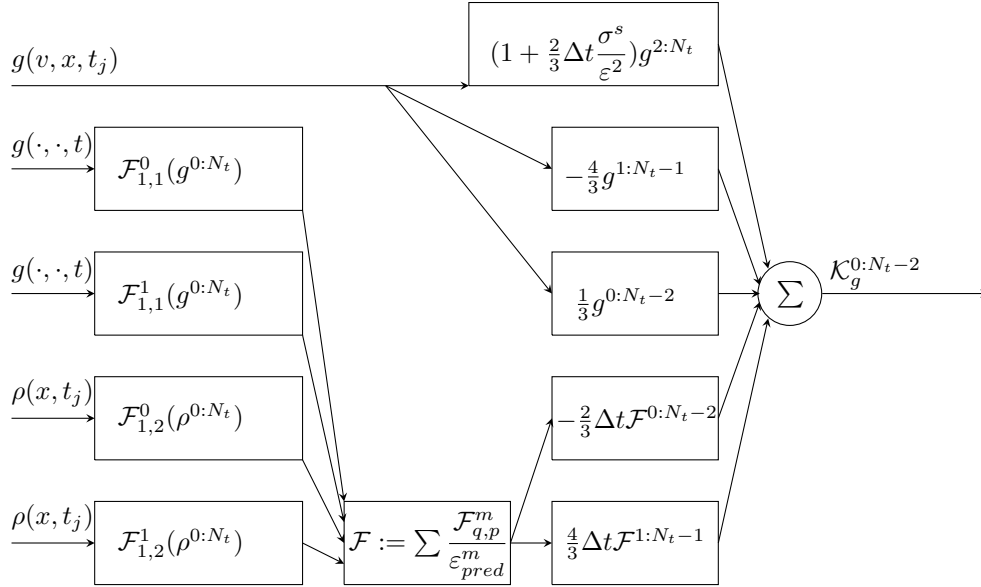 $(1 + \frac{2}{3}\Delta t \frac{\sigma^s}{\varepsilon^2})g^{2:N_t}$
$g(v, x, t_j)$
$g(\cdot, \cdot, t)$
$\mathcal{F}^0_{1,1}(g^{0:N_t})$
$-\frac{4}{3}g^{1:N_t-1}$
$g(\cdot, \cdot, t)$
$\mathcal{F}^1_{1,1}(g^{0:N_t})$
$\frac{1}{3}g^{0:N_t-2}$
$\sum$
$\mathcal{K}_g^{0:N_t-2}$
$\rho(x, t_j)$
$\mathcal{F}^0_{1,2}(\rho^{0:N_t})$
$-\frac{2}{3}\Delta t \mathcal{F}^{0:N_t-2}$
$\rho(x, t_j)$
$\mathcal{F}^1_{1,2}(\rho^{0:N_t})$
$\mathcal{F} := \sum \frac{\mathcal{F}^m_{q,p}}{\varepsilon^m_{pred}}$
$\frac{4}{3}\Delta t \mathcal{F}^{1:N_t-1}$